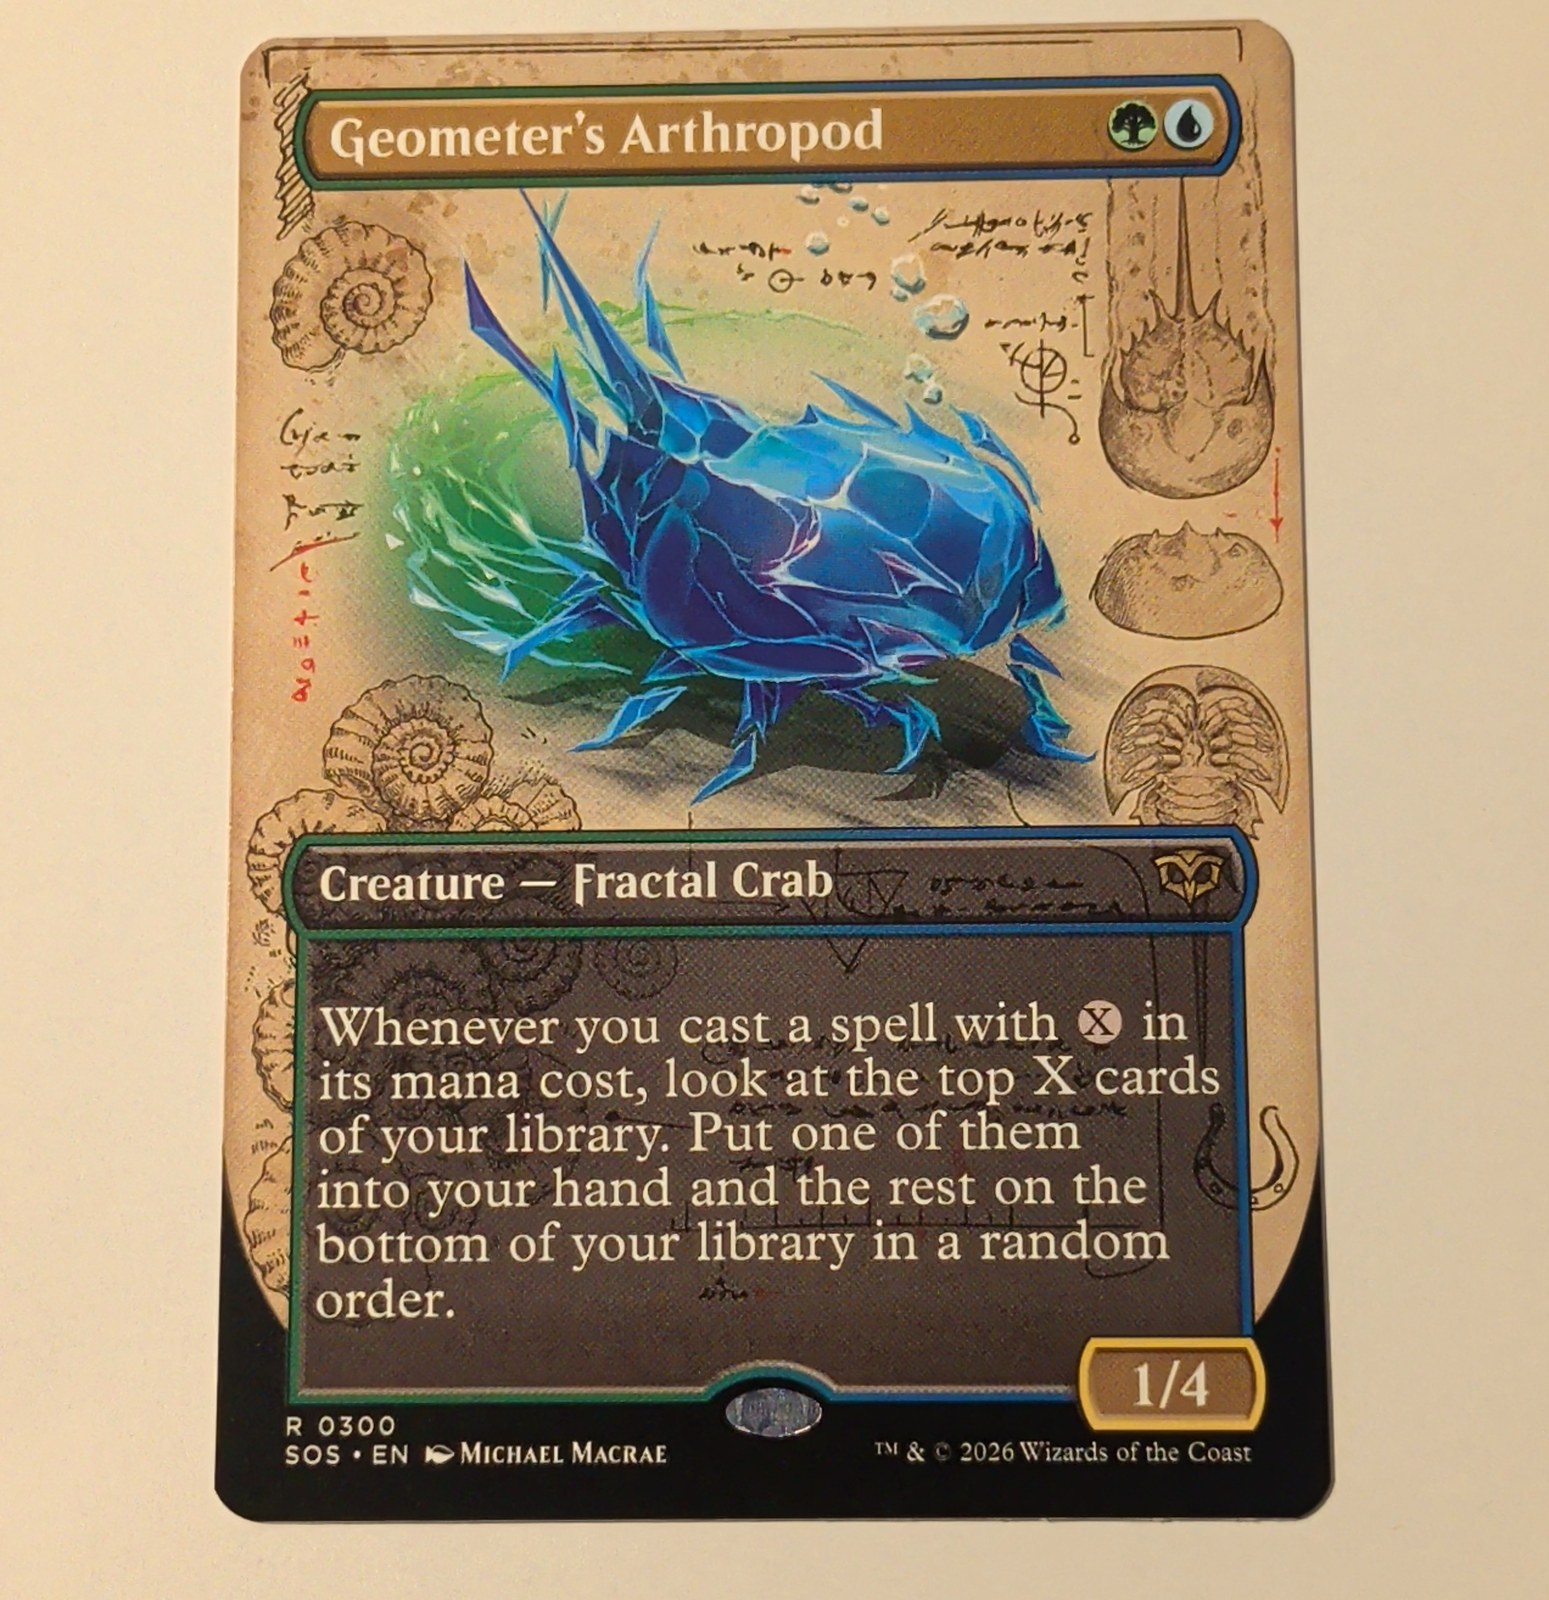 Geometer's Arthropod
Creature — Fractal Crab
Whenever you cast a spell with X in
its mana cost, look at the top X cards
of your library. Put one of them
into your hand and the rest on the
bottom of your library in a random
order.
1/4
R 0300
SOS • EN MICHAEL MACRAE
™ & © 2026 Wizards of the Coast